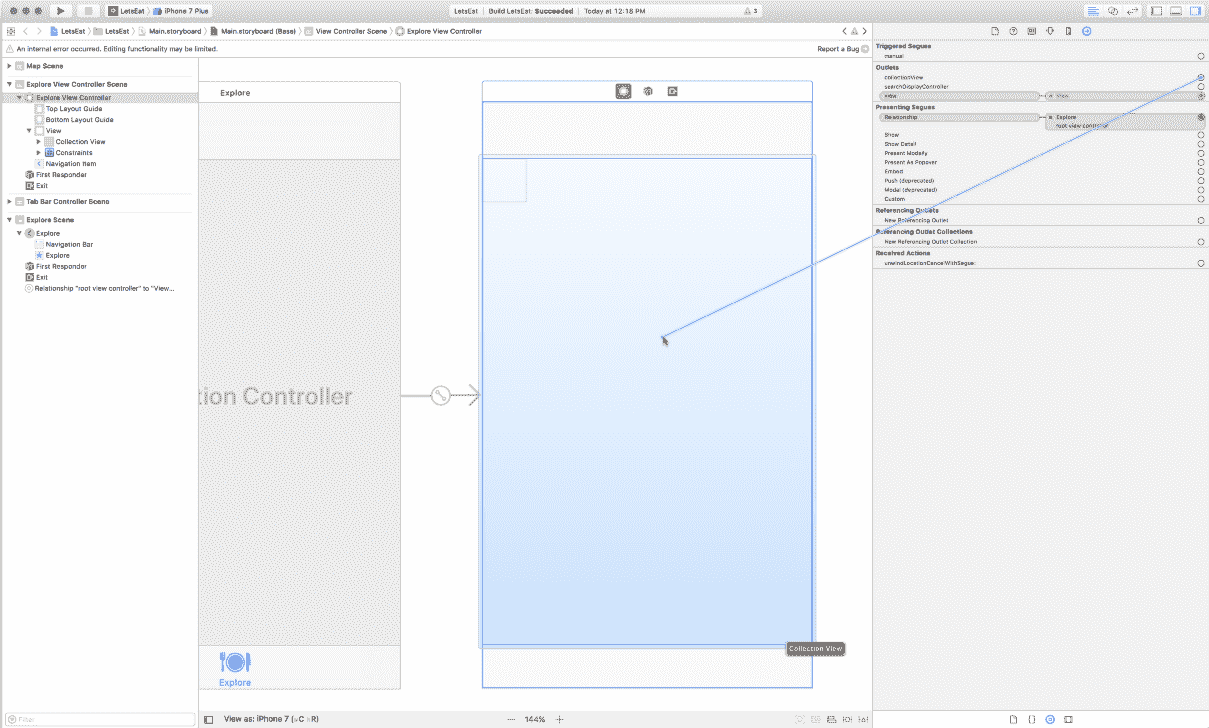 LetsEat
iPhone 7 Plus
LetsEat
Build LetsEat: Succeeded
Today at 12:18 PM
3
LetsEat
LetsEat
Main.storyboard
Main.storyboard (Base)
View Controller Scene
Explore View Controller
An internal error occurred. Editing functionality may be limited.
Report a Bug
Map Scene
Explore View Controller Scene
Explore View Controller
Top Layout Guide
Bottom Layout Guide
View
Collection View
Constraints
Navigation Item
First Responder
Exit
Tab Bar Controller Scene
Explore Scene
Explore
Navigation Bar
Explore
First Responder
Exit
Relationship "root view controller" to "View...
Filter
Explore
tion Controller
Explore
Collection View
View as: iPhone 7
144%
Triggered Segues
manual
Outlets
collectionView
searchDisplayController
view
View
Presenting Segues
Relationship
Explore
root view controller
Show
Show Detail
Present Modally
Present As Popover
Embed
Push (deprecated)
Modal (deprecated)
Custom
Referencing Outlets
New Referencing Outlet
Referencing Outlet Collections
New Referencing Outlet Collection
Received Actions
unwindLocationCancelWithSegue: